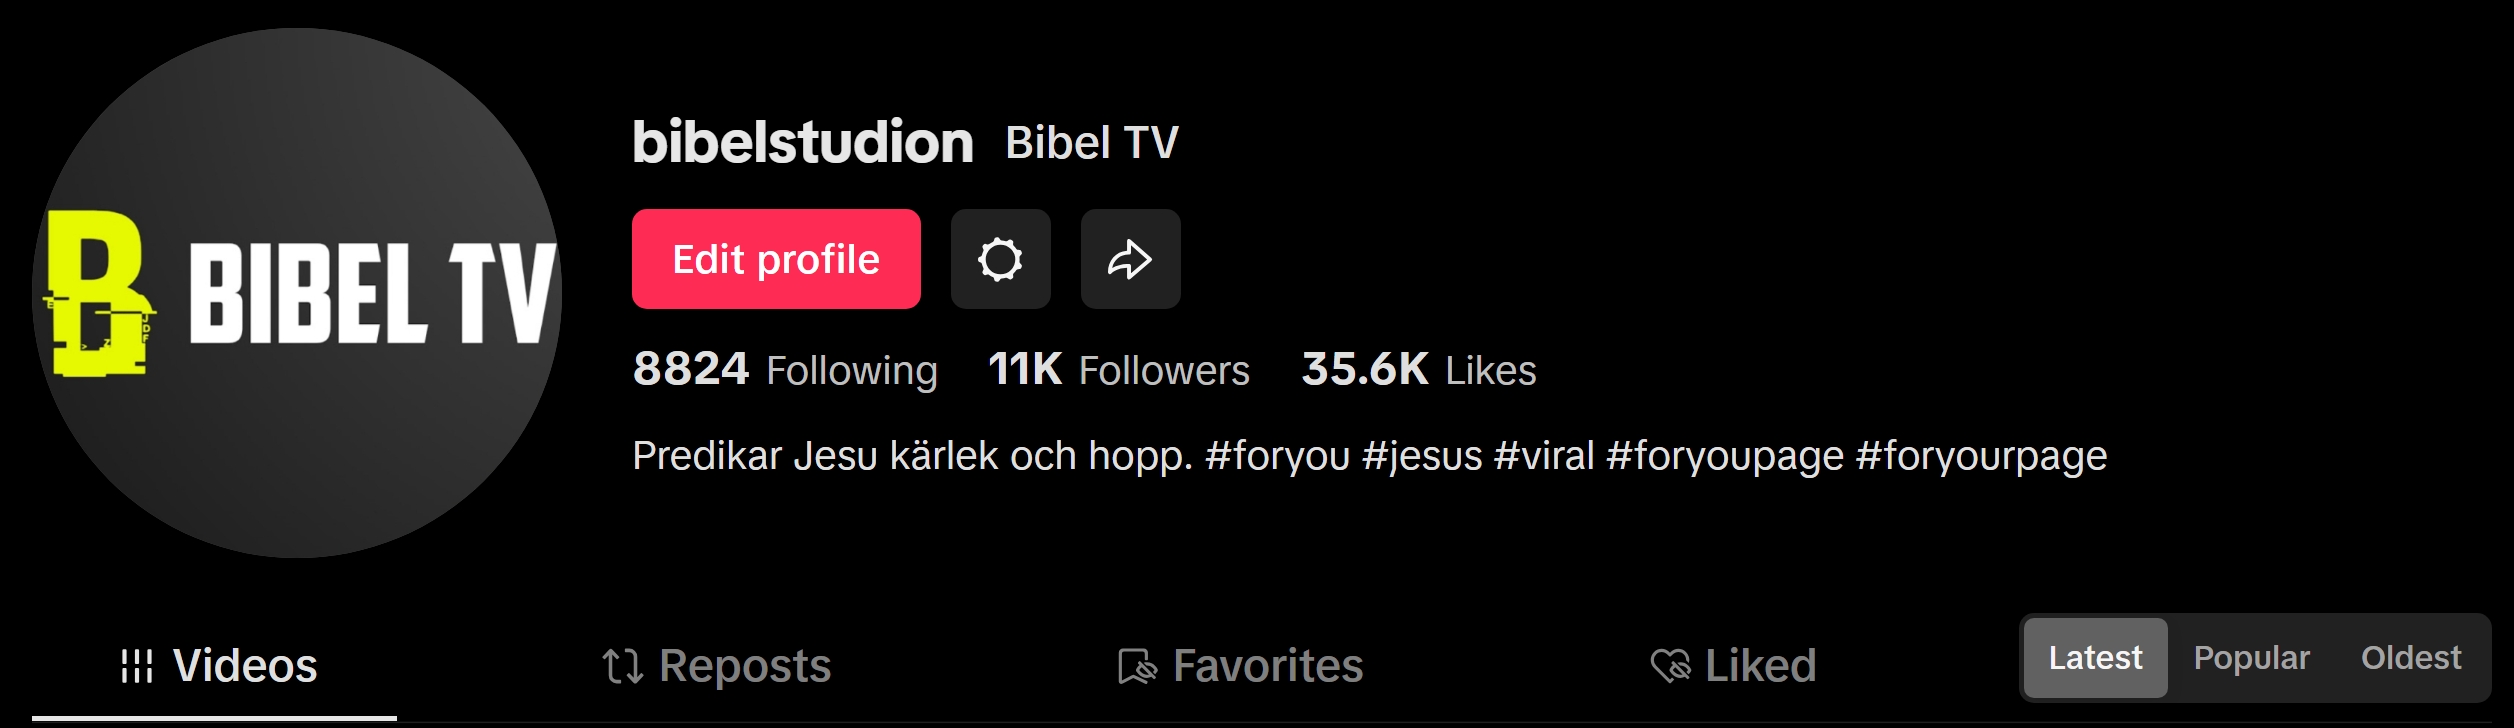 BIBEL TV
bibelstudion Bibel TV
Edit profile
8824 Following 11K Followers 35.6K Likes
Predikar Jesu kärlek och hopp. #foryou #jesus #viral #foryoupage #foryourpage
Videos Reposts Favorites Liked Latest Popular Oldest